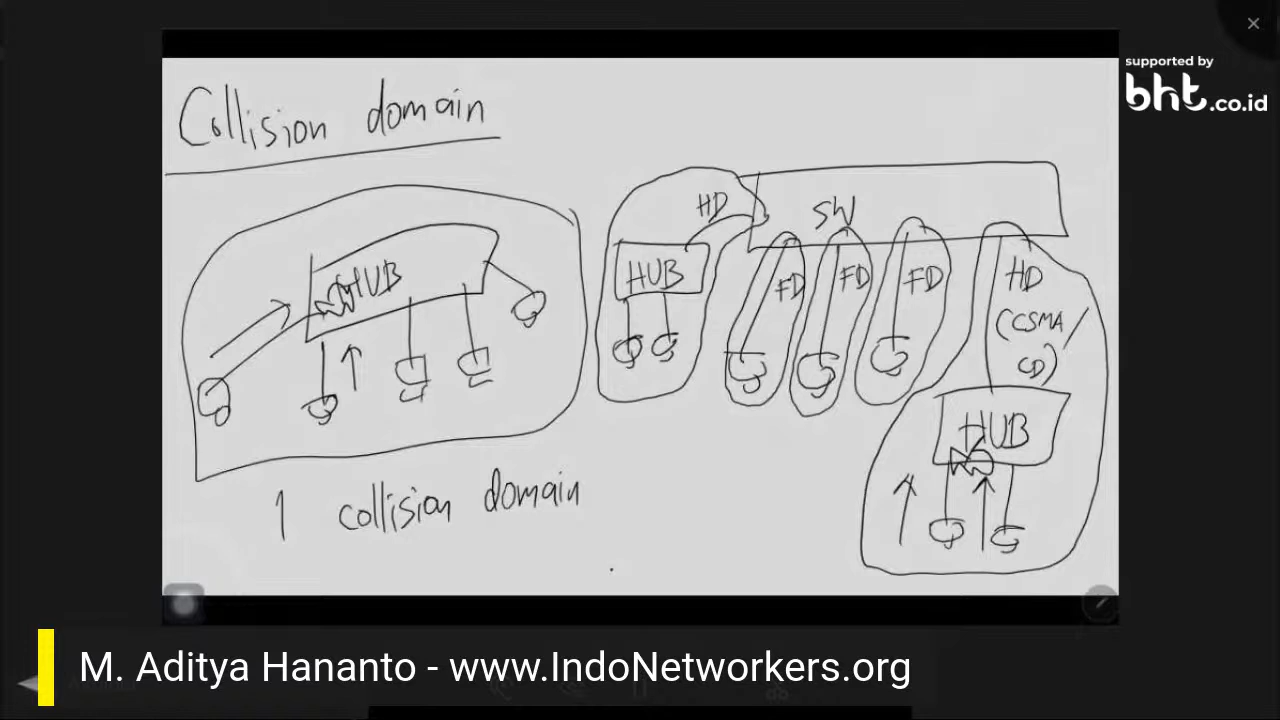 supported by
bht.co.id
Collision domain
HUB
1 collision domain
HD
SW
HUB
FD
FD
FD
HD
(CSMA/
CD)
HUB
M. Aditya Hananto - www.IndoNetworkers.org